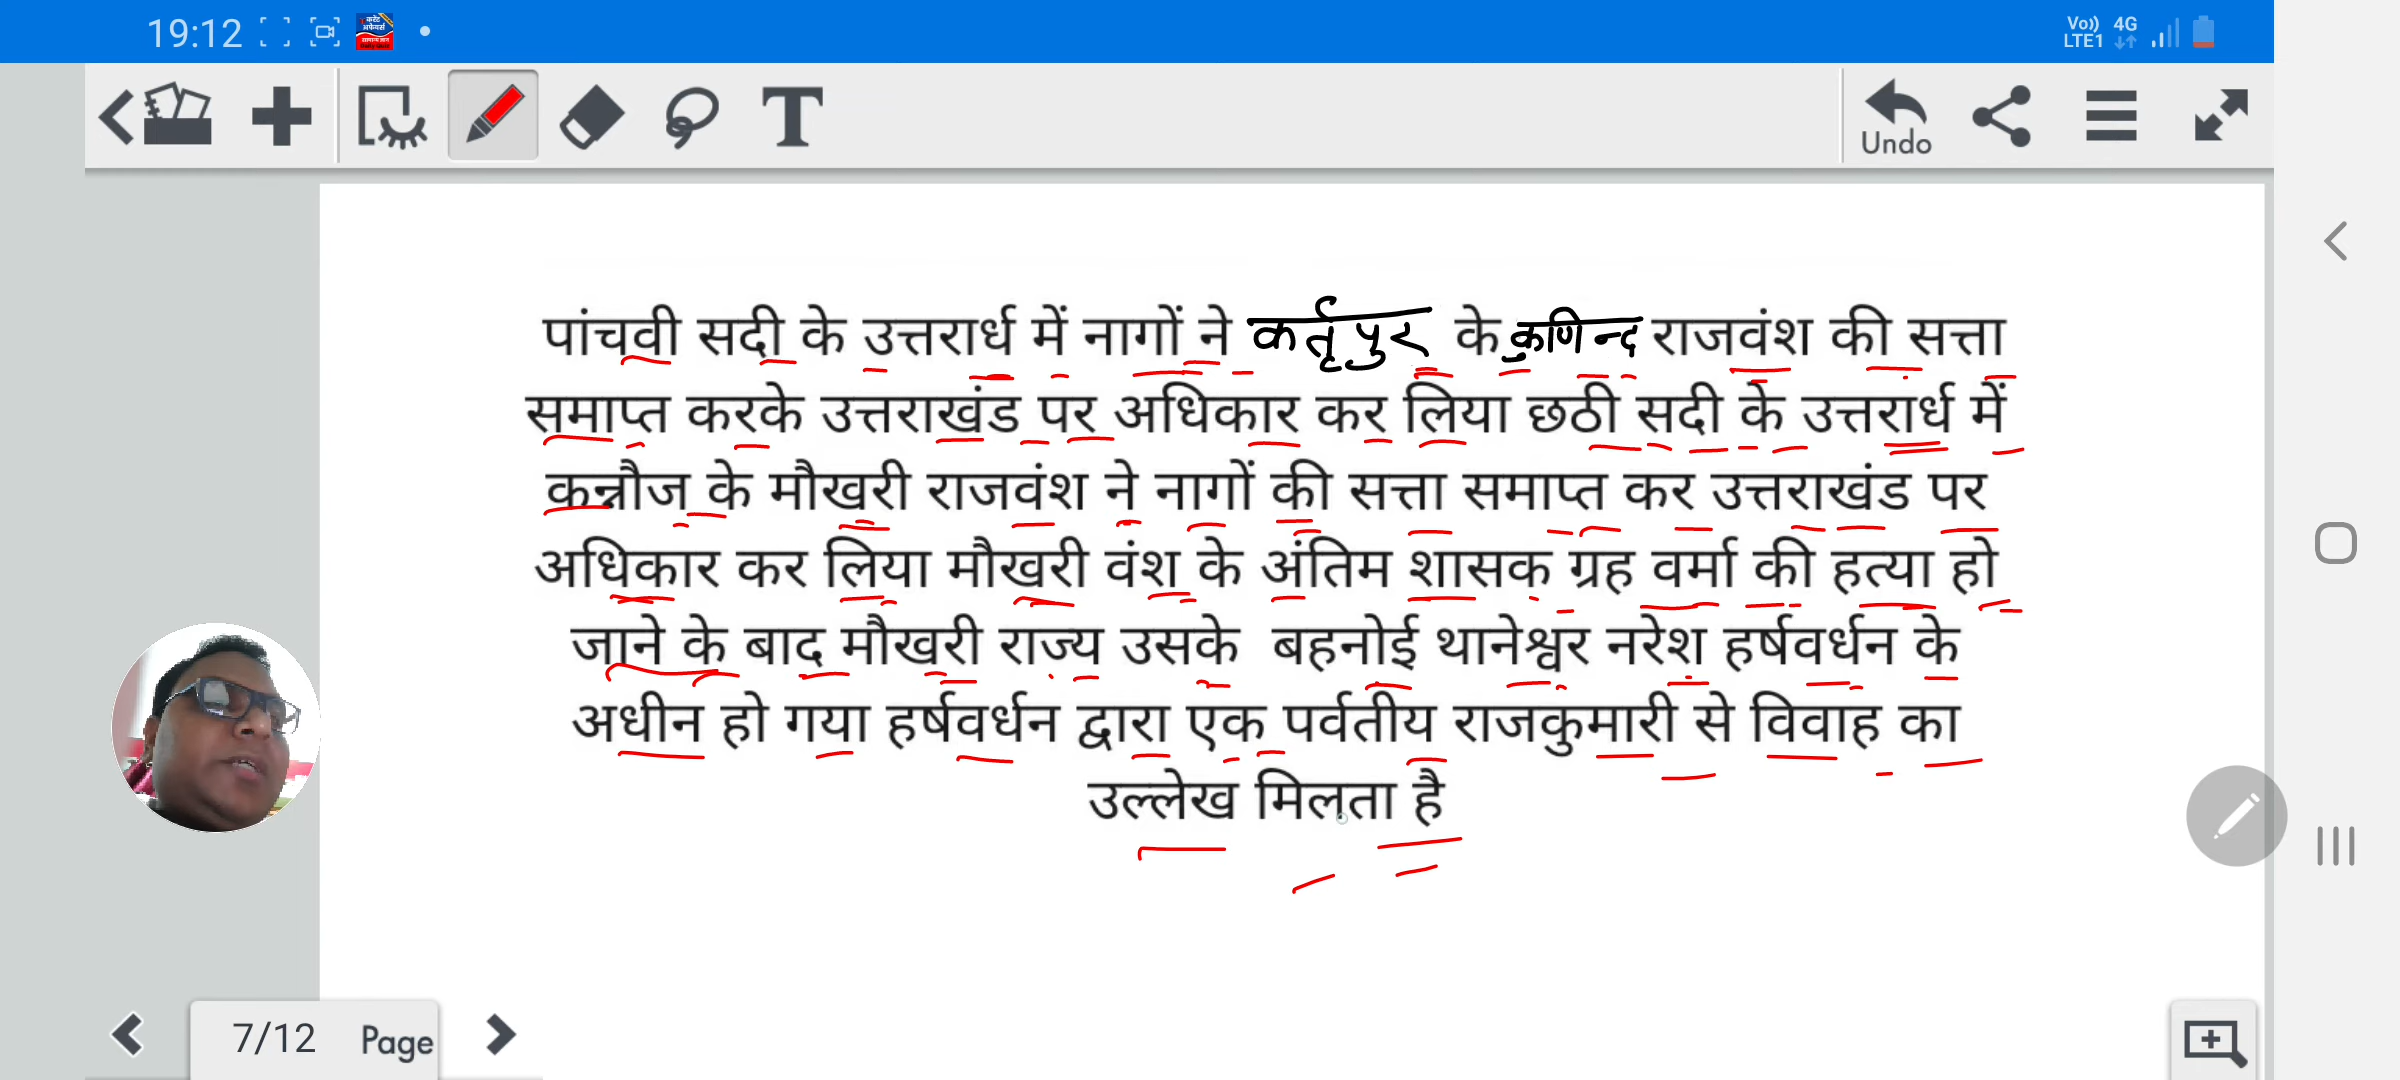 19:12
Vo)) 4G
LTE1
Undo
पांचवी सदी के उत्तरार्ध में नागों ने कर्तृपुर के कुणिन्द राजवंश की सत्ता
समाप्त करके उत्तराखंड पर अधिकार कर लिया छठी सदी के उत्तरार्ध में
कन्नौज के मौखरी राजवंश ने नागों की सत्ता समाप्त कर उत्तराखंड पर
अधिकार कर लिया मौखरी वंश के अंतिम शासक ग्रह वर्मा की हत्या हो
जाने के बाद मौखरी राज्य उसके बहनोई थानेश्वर नरेश हर्षवर्धन के
अधीन हो गया हर्षवर्धन द्वारा एक पर्वतीय राजकुमारी से विवाह का
उल्लेख मिलता है
7/12 Page